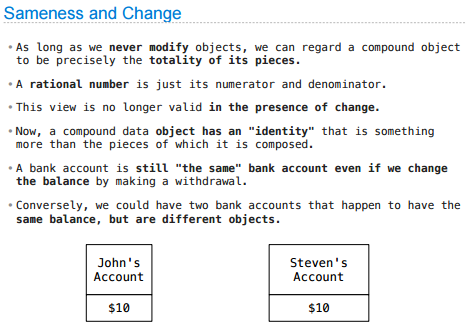 Sameness and Change
• As long as we never modify objects, we can regard a compound object
to be precisely the totality of its pieces.
• A rational number is just its numerator and denominator.
• This view is no longer valid in the presence of change.
• Now, a compound data object has an "identity" that is something
more than the pieces of which it is composed.
• A bank account is still "the same" bank account even if we change
the balance by making a withdrawal.
• Conversely, we could have two bank accounts that happen to have the
same balance, but are different objects.
John's
Account
$10
Steven's
Account
$10